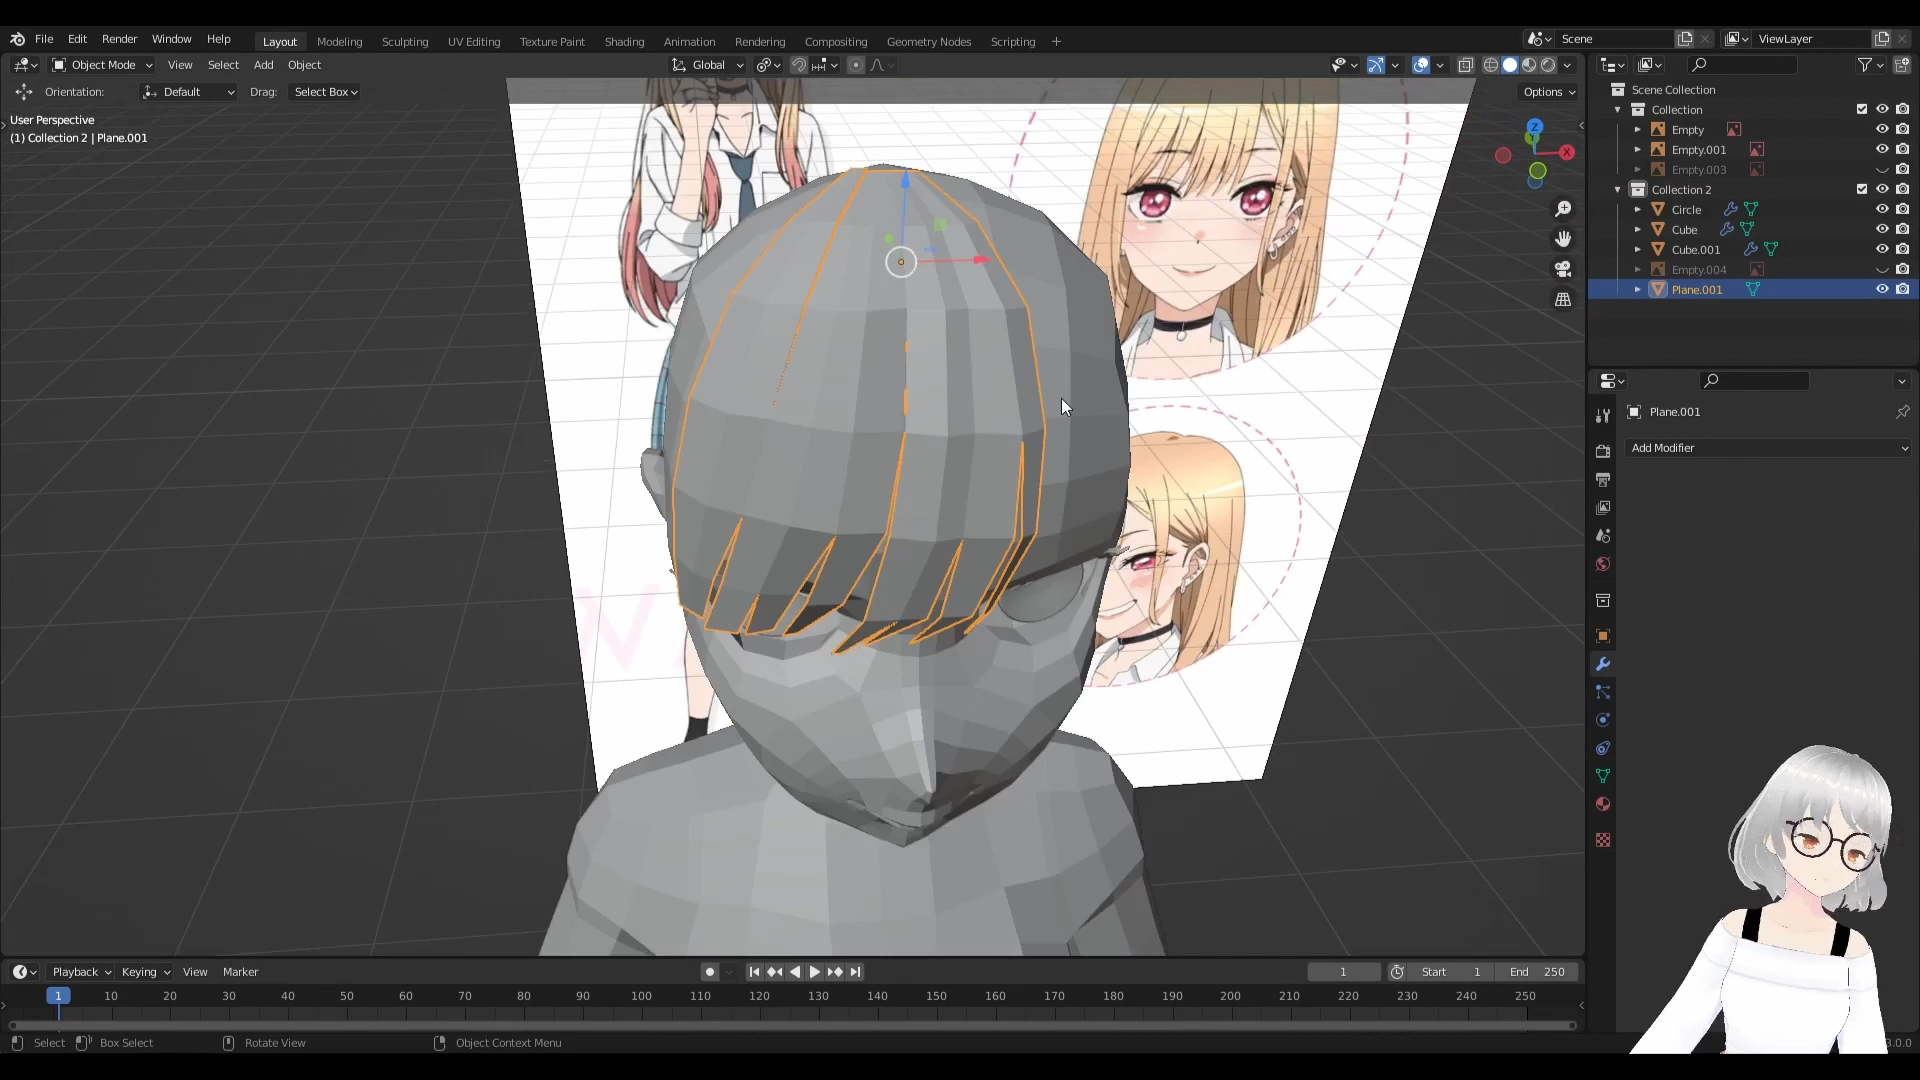 File Edit Render Window Help
Layout Modeling Sculpting UV Editing Texture Paint Shading Animation Rendering Compositing Geometry Nodes Scripting +
Scene
ViewLayer
Object Mode View Select Add Object
Global
Orientation: Default Drag: Select Box
Options
User Perspective
(1) Collection 2 | Plane.001
Z
Y
X
Scene Collection
Collection
Empty
Empty.001
Empty.003
Collection 2
Circle
Cube
Cube.001
Empty.004
Plane.001
Plane.001
Add Modifier
Playback Keying View Marker
1 Start 1 End 250
1 10 20 30 40 50 60 70 80 90 100 110 120 130 140 150 160 170 180 190 200 210 220 230 240 250
Select Box Select Rotate View Object Context Menu
3.0.0